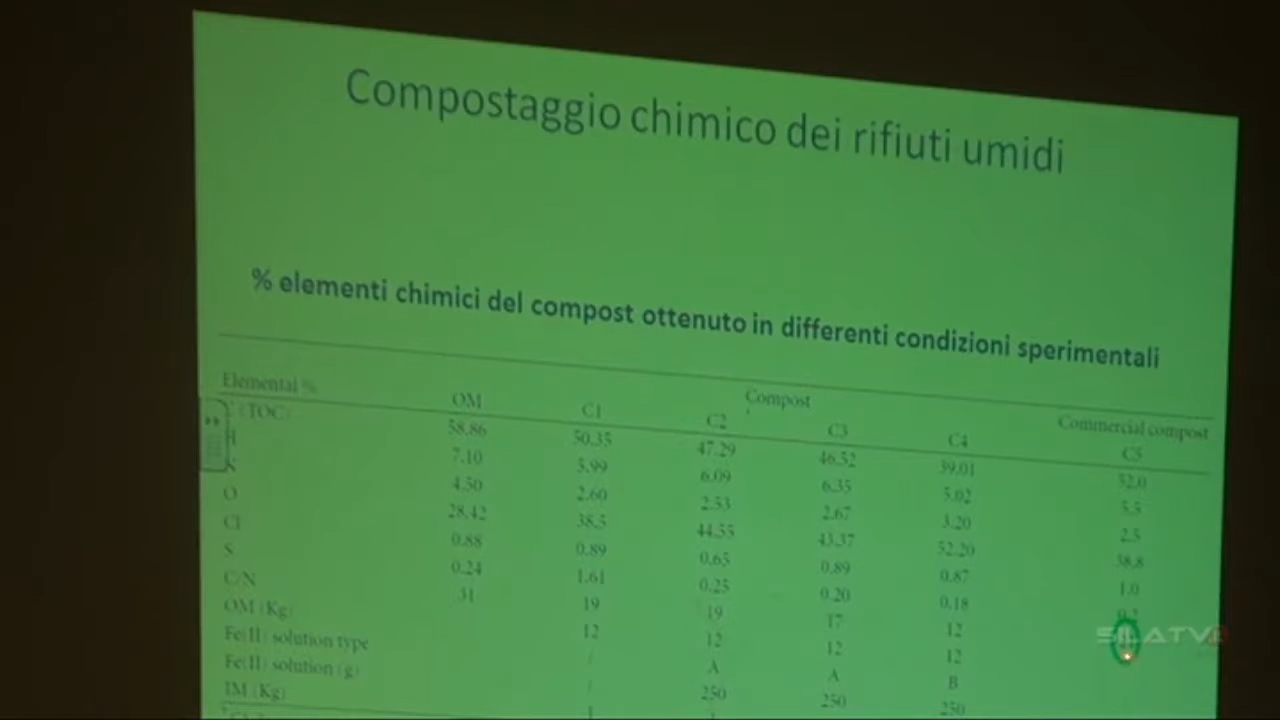 Compostaggio chimico dei rifiuti umidi
% elementi chimici del compost ottenuto in differenti condizioni sperimentali
Elemental % Compost Commercial compost
OM C1 C2 C3 C4 C5
(TOC) 58.86 50.35 47.29 46.52 39.01 52.0
H 7.10 5.99 6.09 6.35 5.02 5.5
N 4.50 2.60 2.53 2.67 3.20 2.5
O 28.42 38.5 44.55 43.37 52.20 38.8
Cl 0.88 0.89 0.65 0.89 0.87 1.0
S 0.24 1.61 0.25 0.20 0.18 0.2
C/N 31 19 19 17 12
OM (Kg) 12 12 12 12
Fe(II) solution type / A A B
Fe(II) solution (g) / 250 250 250
IM (Kg) 1
SILATV